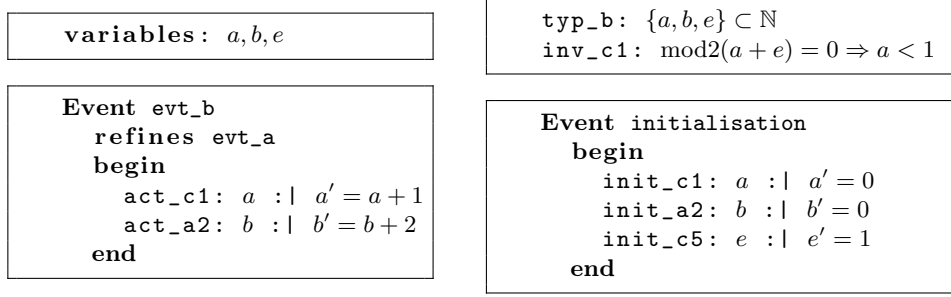 variables: a, b, e
Event evt_b
refines evt_a
begin
act_c1: a :| a′ = a + 1
act_a2: b :| b′ = b + 2
end
typ_b: {a, b, e} ⊂ ℕ
inv_c1: mod2(a + e) = 0 ⇒ a < 1
Event initialisation
begin
init_c1: a :| a′ = 0
init_a2: b :| b′ = 0
init_c5: e :| e′ = 1
end